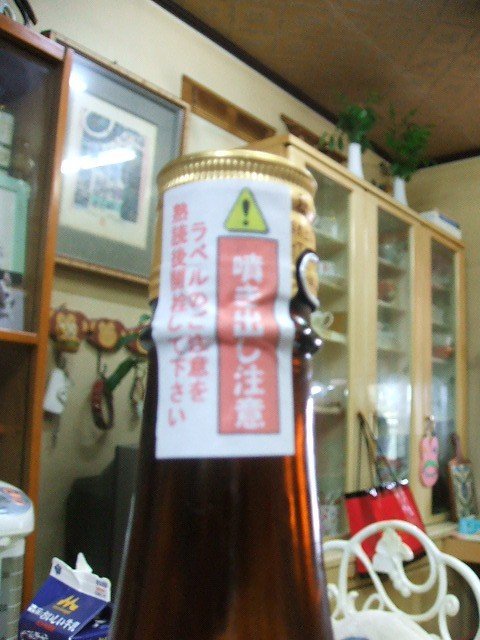 噴き出し注意
ラベルのご注意を
熟読後開栓して下さい